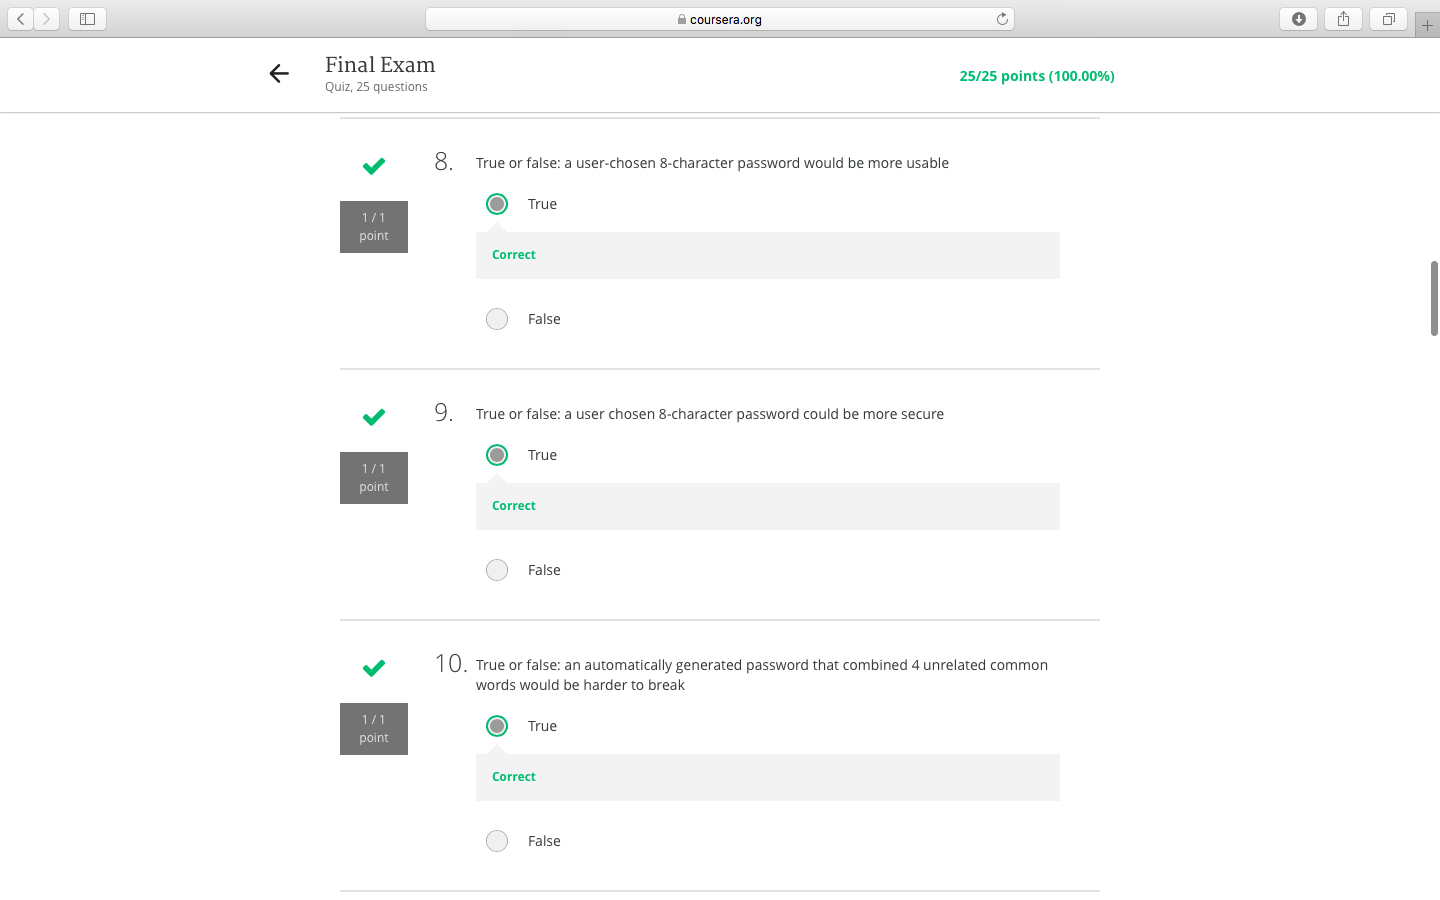 coursera.org
Final Exam
Quiz, 25 questions
25/25 points (100.00%)
8. True or false: a user-chosen 8-character password would be more usable
1 / 1
point
True
Correct
False
9. True or false: a user chosen 8-character password could be more secure
1 / 1
point
True
Correct
False
10. True or false: an automatically generated password that combined 4 unrelated common
words would be harder to break
1 / 1
point
True
Correct
False